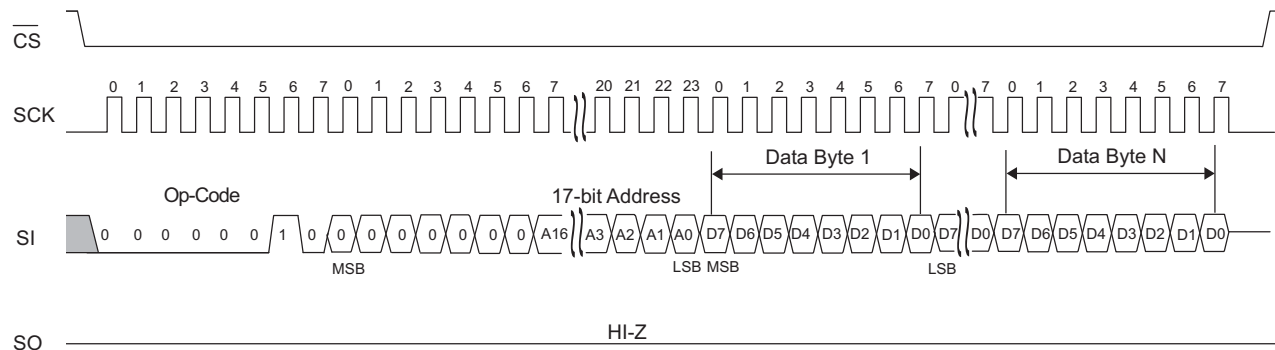 CS
0 1 2 3 4 5 6 7 0 1 2 3 4 5 6 7 20 21 22 23 0 1 2 3 4 5 6 7 0 7 0 1 2 3 4 5 6 7
SCK
Data Byte 1 Data Byte N
Op-Code 17-bit Address
SI 0 0 0 0 0 0 1 0 0 0 0 0 0 0 0 A16 A3 A2 A1 A0 D7 D6 D5 D4 D3 D2 D1 D0 D7 D0 D7 D6 D5 D4 D3 D2 D1 D0
MSB LSB MSB LSB
HI-Z
SO